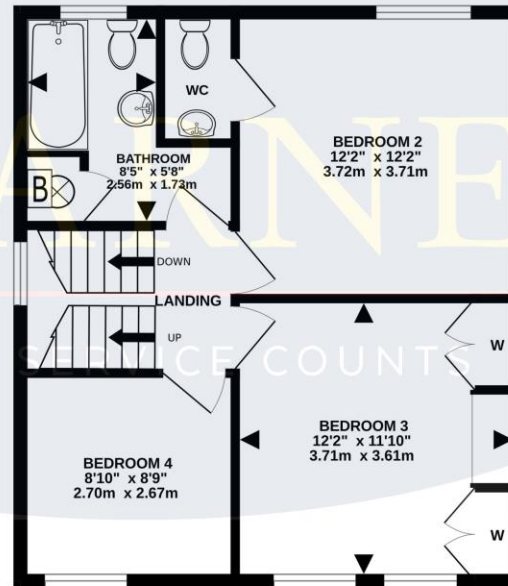 WC
BEDROOM 2
12'2" x 12'2"
3.72m x 3.71m
BATHROOM
8'5" x 5'8"
2.56m x 1.73m
B
ARNE
DOWN
LANDING
UP
SERVICE COUNTS
W
BEDROOM 3
12'2" x 11'10"
3.71m x 3.61m
BEDROOM 4
8'10" x 8'9"
2.70m x 2.67m
W